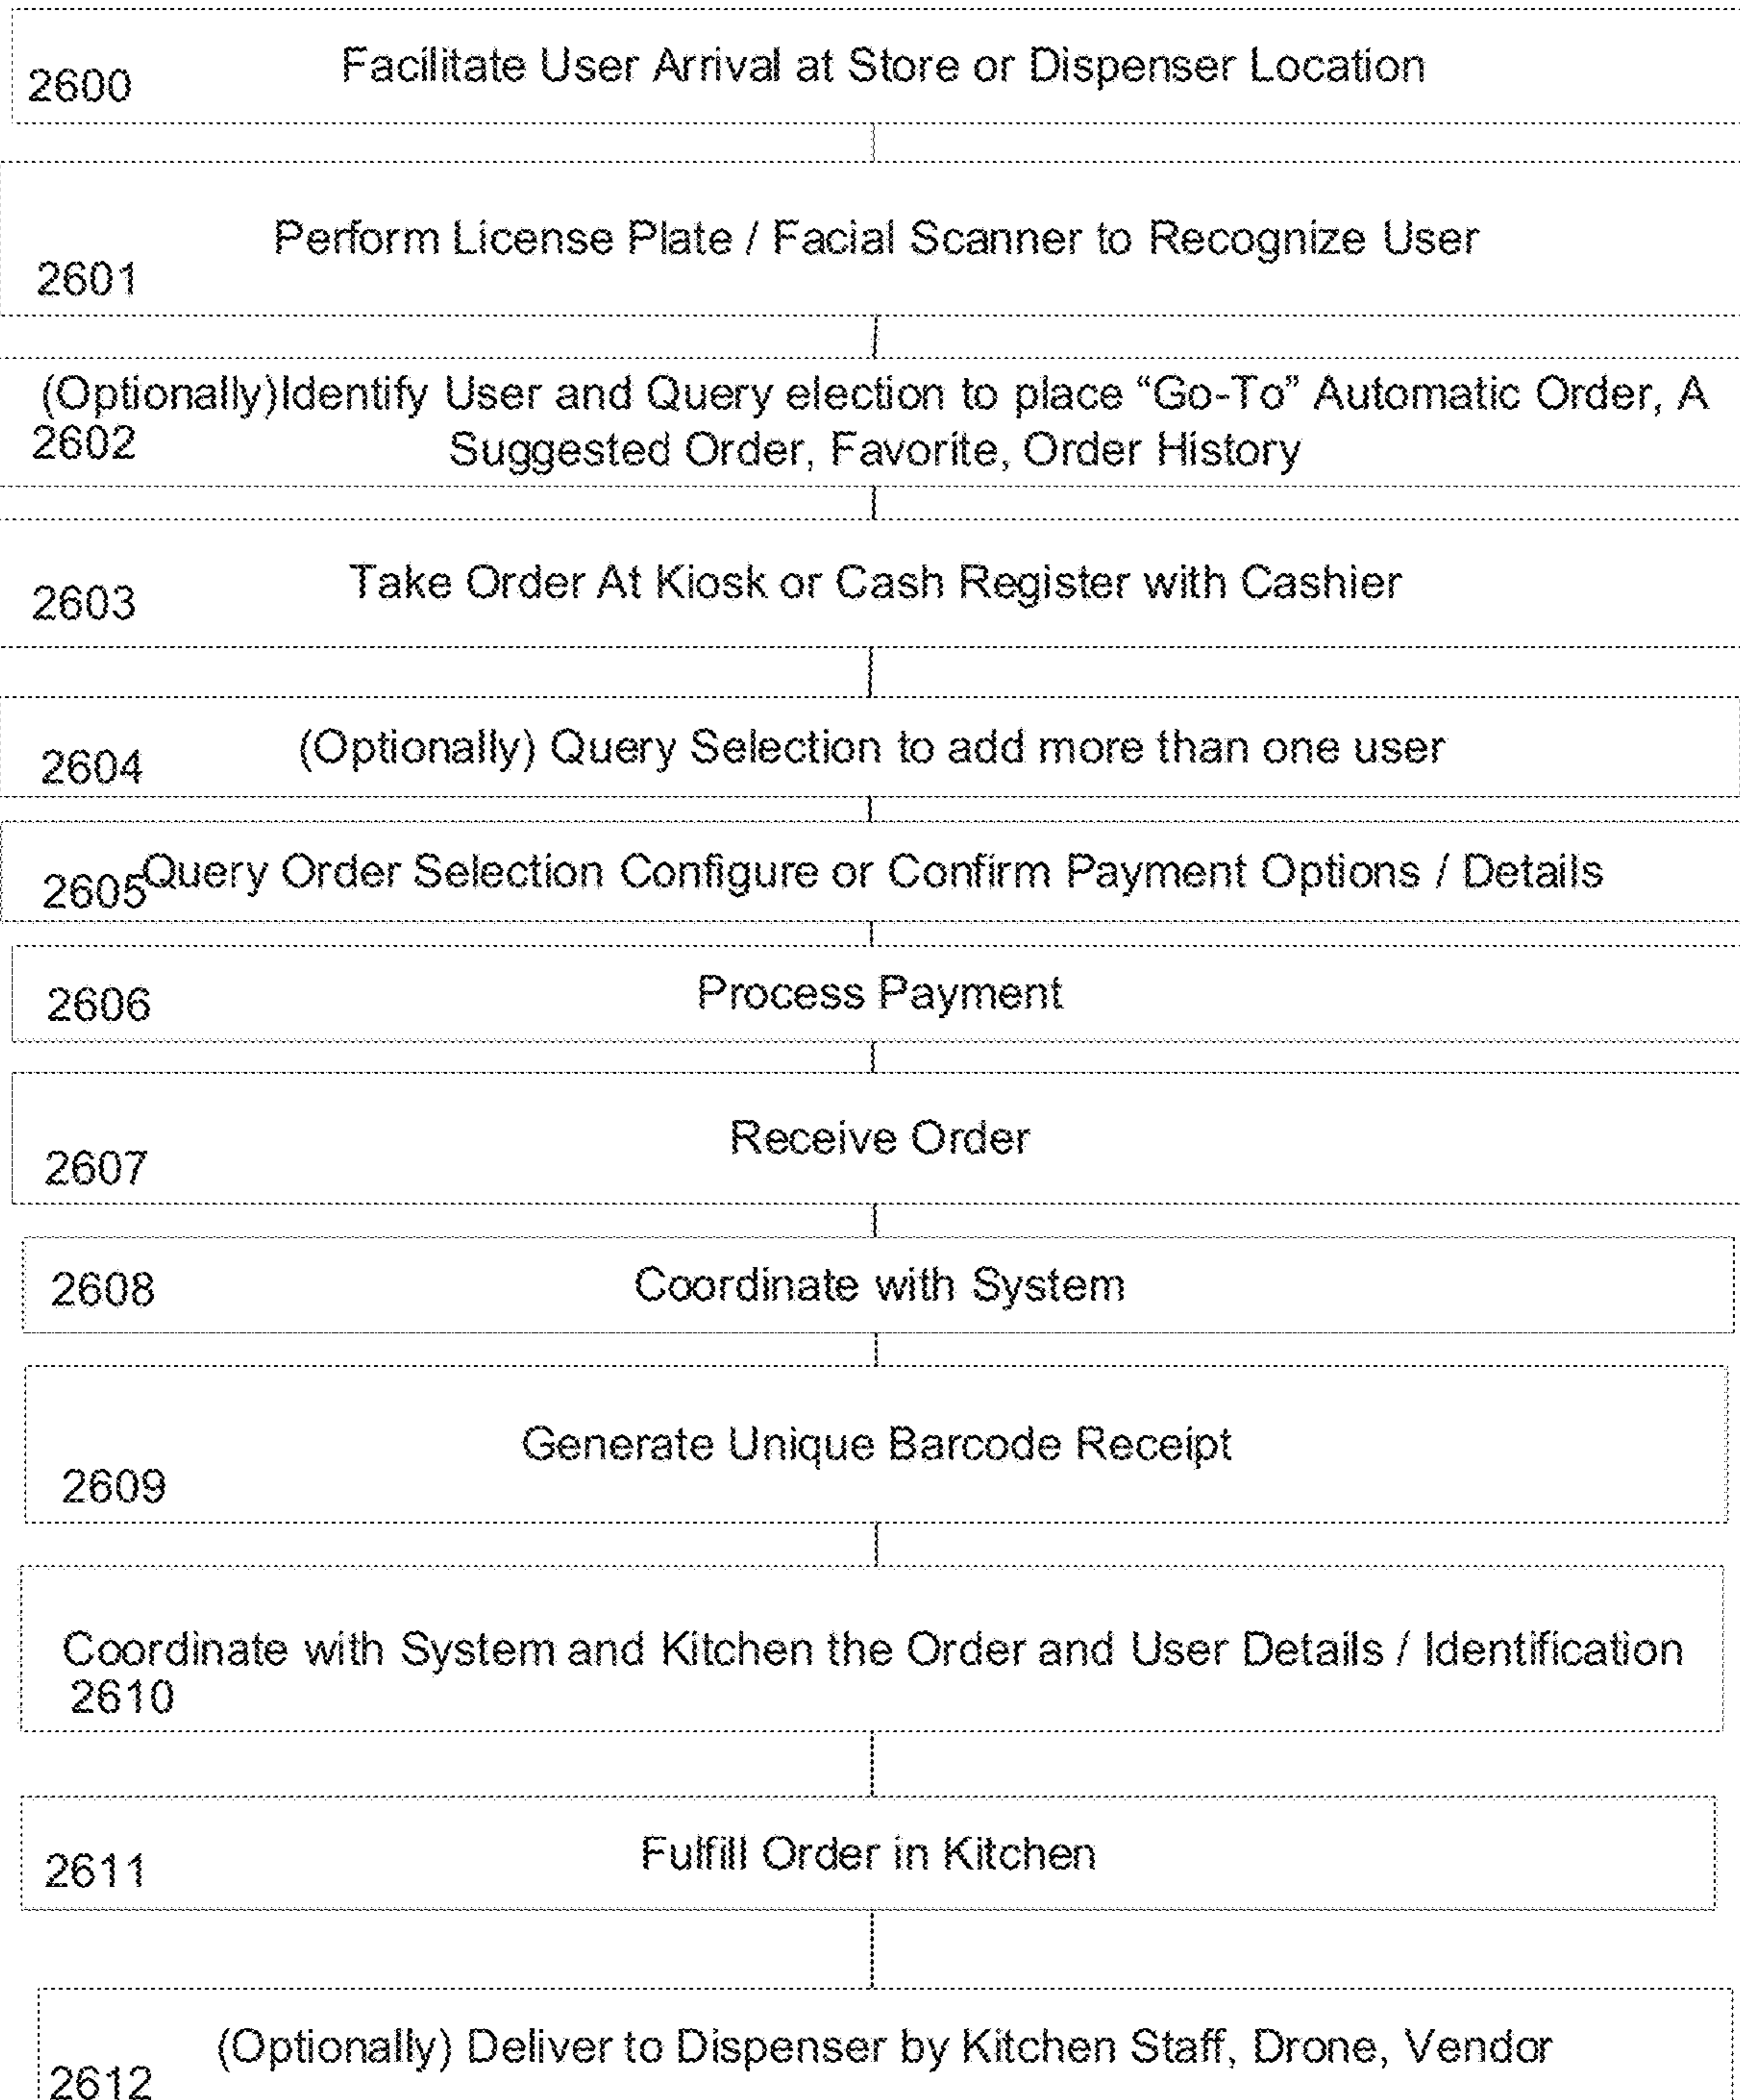 Facilitate User Arrival at Store or Dispenser Location
2600
Perform License Plate / Facial Scanner to Recognize User
2601
(Optionally)Identify User and Query election to place “Go-To” Automatic Order, A
2602
Suggested Order, Favorite, Order History
Take Order At Kiosk or Cash Register with Cashier
2603
(Optionally) Query Selection to add more than one user
2604
Query Order Selection Configure or Confirm Payment Options / Details
2605
Process Payment
2606
Receive Order
2607
Coordinate with System
2608
Generate Unique Barcode Receipt
2609
Coordinate with System and Kitchen the Order and User Details / Identification
2610
Fulfill Order in Kitchen
2611
(Optionally) Deliver to Dispenser by Kitchen Staff, Drone, Vendor
2612